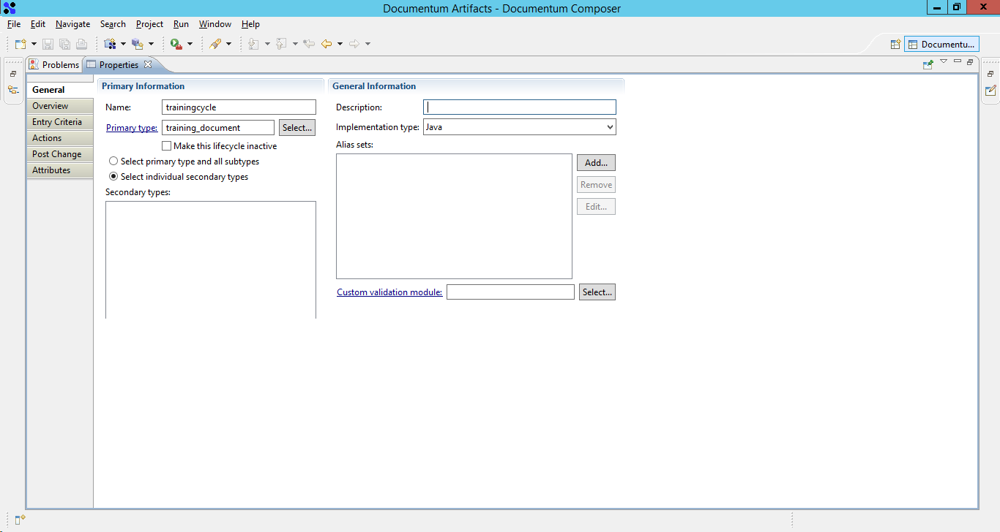 Documentum Artifacts - Documentum Composer
File Edit Navigate Search Project Run Window Help
Documentu...
Problems Properties
General
Overview
Entry Criteria
Actions
Post Change
Attributes
Primary Information
Name: trainingcycle
Primary type: training_document Select...
Make this lifecycle inactive
Select primary type and all subtypes
Select individual secondary types
Secondary types:
General Information
Description:
Implementation type: Java
Alias sets:
Add...
Remove
Edit...
Custom validation module: Select...